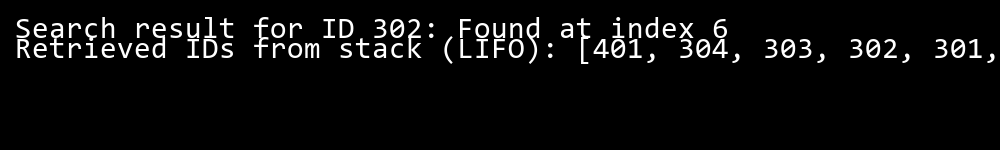 Search result for ID 302: Found at index 6
Retrieved IDs from stack (LIFO): [401, 304, 303, 302, 301,